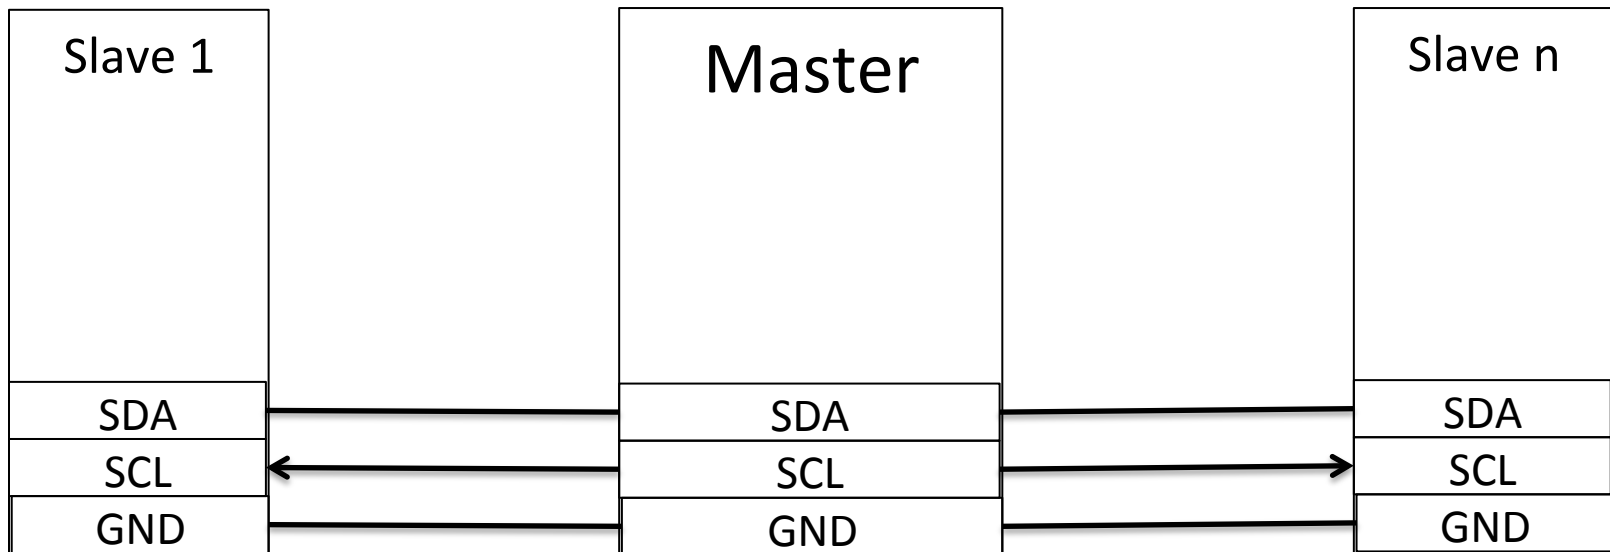 Slave 1
Master
Slave n
SDA
SDA
SDA
SCL
SCL
SCL
GND
GND
GND